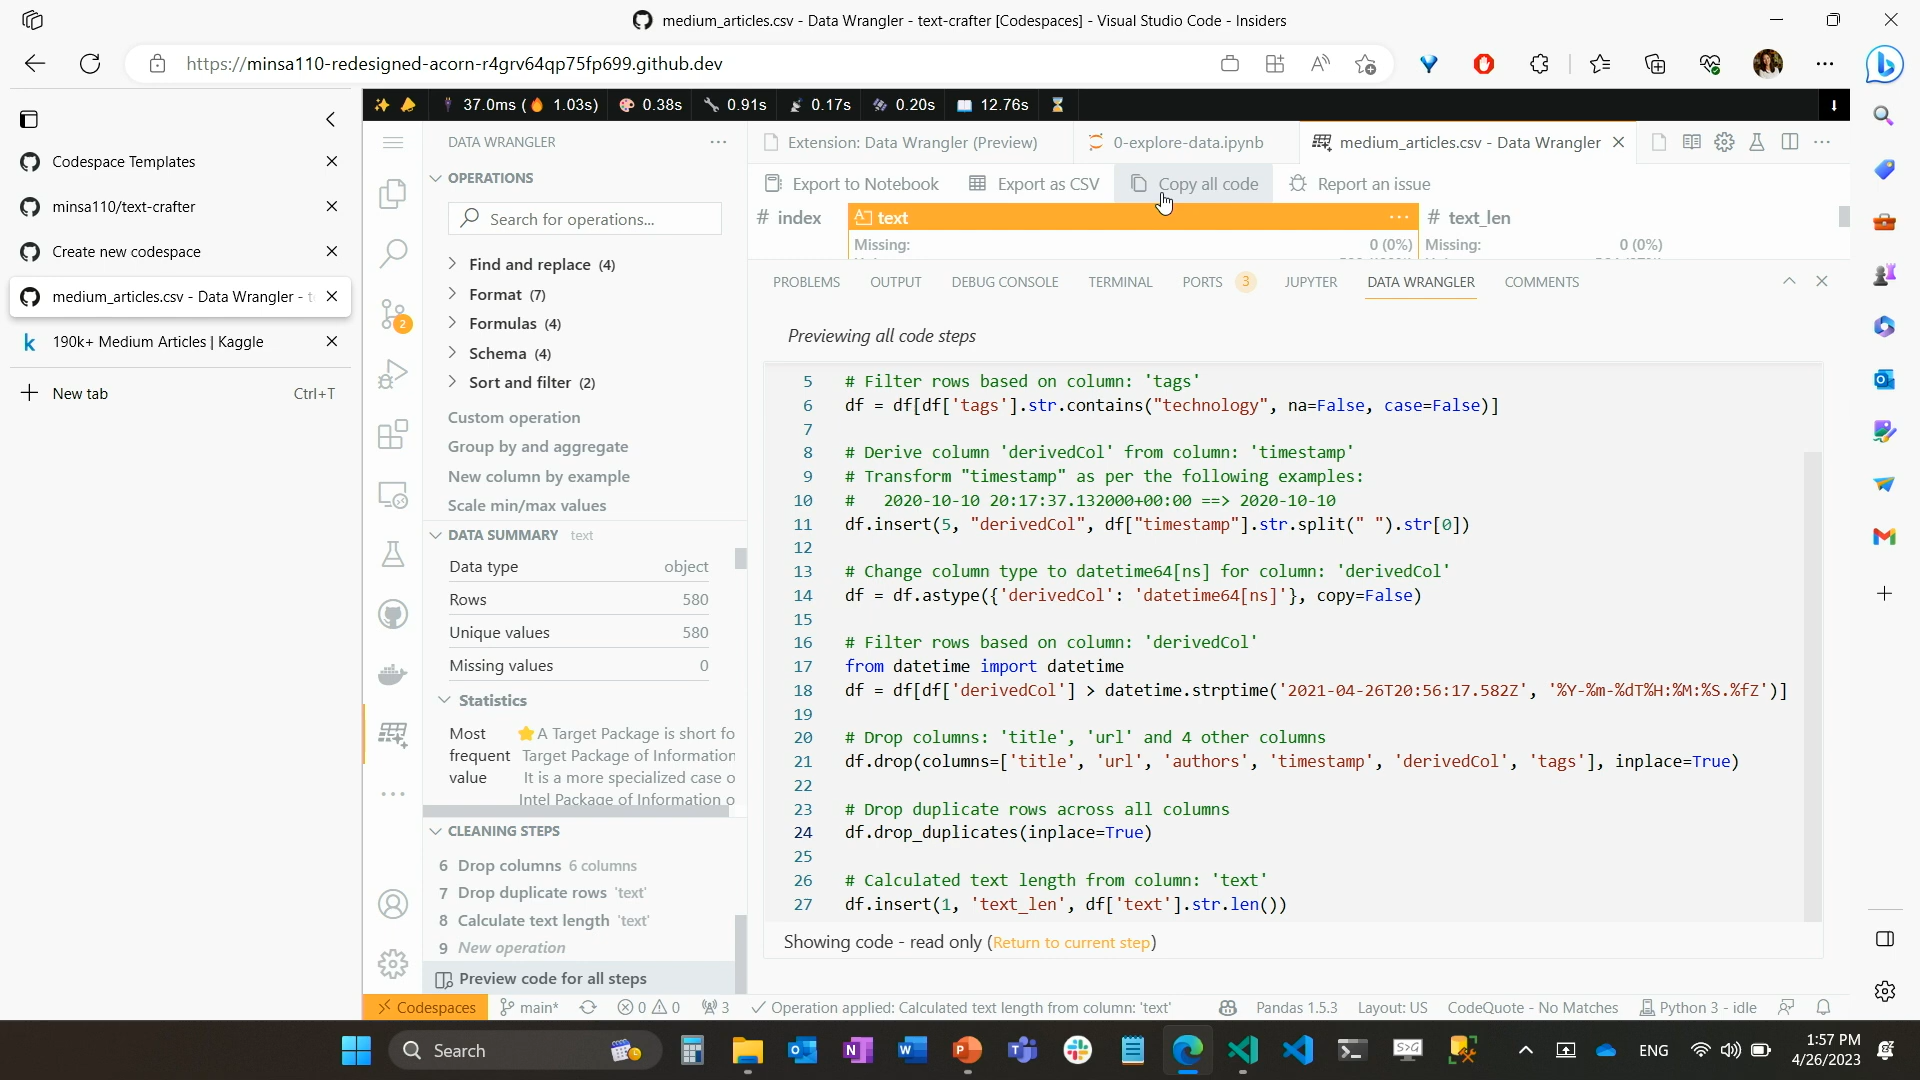 medium_articles.csv - Data Wrangler - text-crafter [Codespaces] - Visual Studio Code - Insiders
https://minsa110-redesigned-acorn-r4grv64qp75fp699.github.dev
Codespace Templates
minsa110/text-crafter
Create new codespace
medium_articles.csv - Data Wrangler -
190k+ Medium Articles | Kaggle
New tab
Ctrl+T
37.0ms ( 1.03s)
0.38s
0.91s
0.17s
0.20s
12.76s
DATA WRANGLER
Extension: Data Wrangler (Preview)
0-explore-data.ipynb
medium_articles.csv - Data Wrangler
OPERATIONS
Search for operations...
Find and replace (4)
Format (7)
Formulas (4)
Schema (4)
Sort and filter (2)
Custom operation
Group by and aggregate
New column by example
Scale min/max values
DATA SUMMARY text
Data type object
Rows 580
Unique values 580
Missing values 0
Statistics
Most frequent value
A Target Package is short fo
Target Package of Information
It is a more specialized case o
Intel Package of Information o
CLEANING STEPS
6 Drop columns 6 columns
7 Drop duplicate rows 'text'
8 Calculate text length 'text'
9 New operation
Preview code for all steps
Export to Notebook
Export as CSV
Copy all code
Report an issue
# index
text
# text_len
Missing: 0 (0%)
Missing: 0 (0%)
PROBLEMS
OUTPUT
DEBUG CONSOLE
TERMINAL
PORTS 3
JUPYTER
DATA WRANGLER
COMMENTS
Previewing all code steps
5 # Filter rows based on column: 'tags'
6 df = df[df['tags'].str.contains("technology", na=False, case=False)]
7
8 # Derive column 'derivedCol' from column: 'timestamp'
9 # Transform "timestamp" as per the following examples:
10 #   2020-10-10 20:17:37.132000+00:00 ==> 2020-10-10
11 df.insert(5, "derivedCol", df["timestamp"].str.split(" ").str[0])
12
13 # Change column type to datetime64[ns] for column: 'derivedCol'
14 df = df.astype({'derivedCol': 'datetime64[ns]'}, copy=False)
15
16 # Filter rows based on column: 'derivedCol'
17 from datetime import datetime
18 df = df[df['derivedCol'] > datetime.strptime('2021-04-26T20:56:17.582Z', '%Y-%m-%dT%H:%M:%S.%fZ')]
19
20 # Drop columns: 'title', 'url' and 4 other columns
21 df.drop(columns=['title', 'url', 'authors', 'timestamp', 'derivedCol', 'tags'], inplace=True)
22
23 # Drop duplicate rows across all columns
24 df.drop_duplicates(inplace=True)
25
26 # Calculated text length from column: 'text'
27 df.insert(1, 'text_len', df['text'].str.len())
Showing code - read only (Return to current step)
2
Codespaces
main*
0 0
3
Operation applied: Calculated text length from column: 'text'
Pandas 1.5.3
Layout: US
CodeQuote - No Matches
Python 3 - idle
Search
S>G
ENG
1:57 PM
4/26/2023